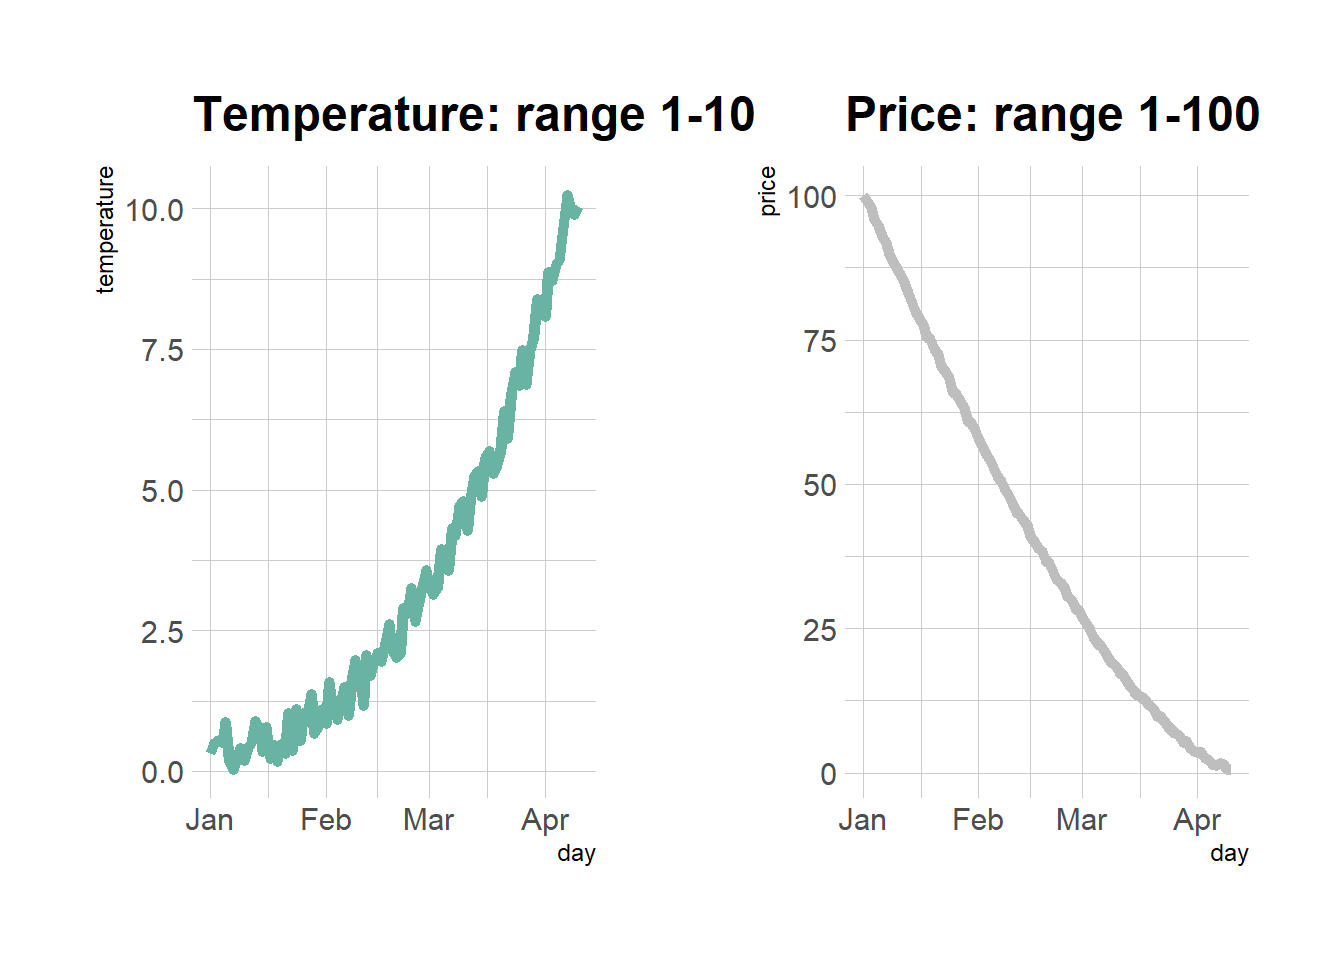 Temperature: range 1-10
temperature
10.0
7.5
5.0
2.5
0.0
Jan Feb Mar Apr
day
Price: range 1-100
price
100
75
50
25
0
Jan Feb Mar Apr
day